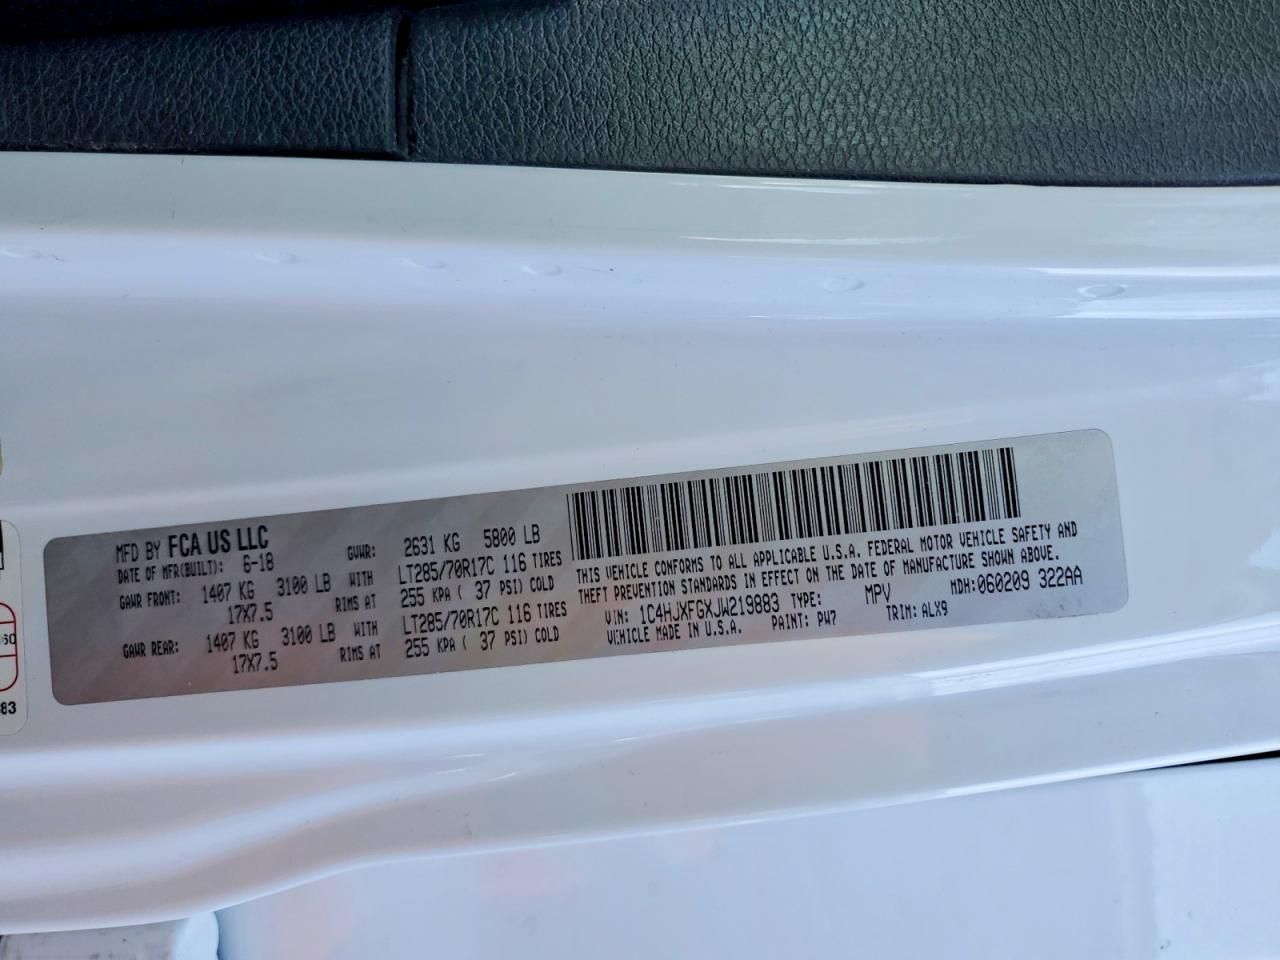 MFD BY FCA US LLC
DATE OF MFR(BUILT): 6-18 GVWR: 2631 KG 5800 LB
GAWR FRONT: 1407 KG 3100 LB WITH LT285/70R17C 116 TIRES
17X7.5 RIMS AT 255 KPA ( 37 PSI) COLD
GAWR REAR: 1407 KG 3100 LB WITH LT285/70R17C 116 TIRES
17X7.5 RIMS AT 255 KPA ( 37 PSI) COLD
THIS VEHICLE CONFORMS TO ALL APPLICABLE U.S.A. FEDERAL MOTOR VEHICLE SAFETY AND
THEFT PREVENTION STANDARDS IN EFFECT ON THE DATE OF MANUFACTURE SHOWN ABOVE.
VIN: 1C4HJXFGXJW219883 TYPE: MPV MDH:060209 322AA
VEHICLE MADE IN U.S.A. PAINT: PW7 TRIM: ALX9
83